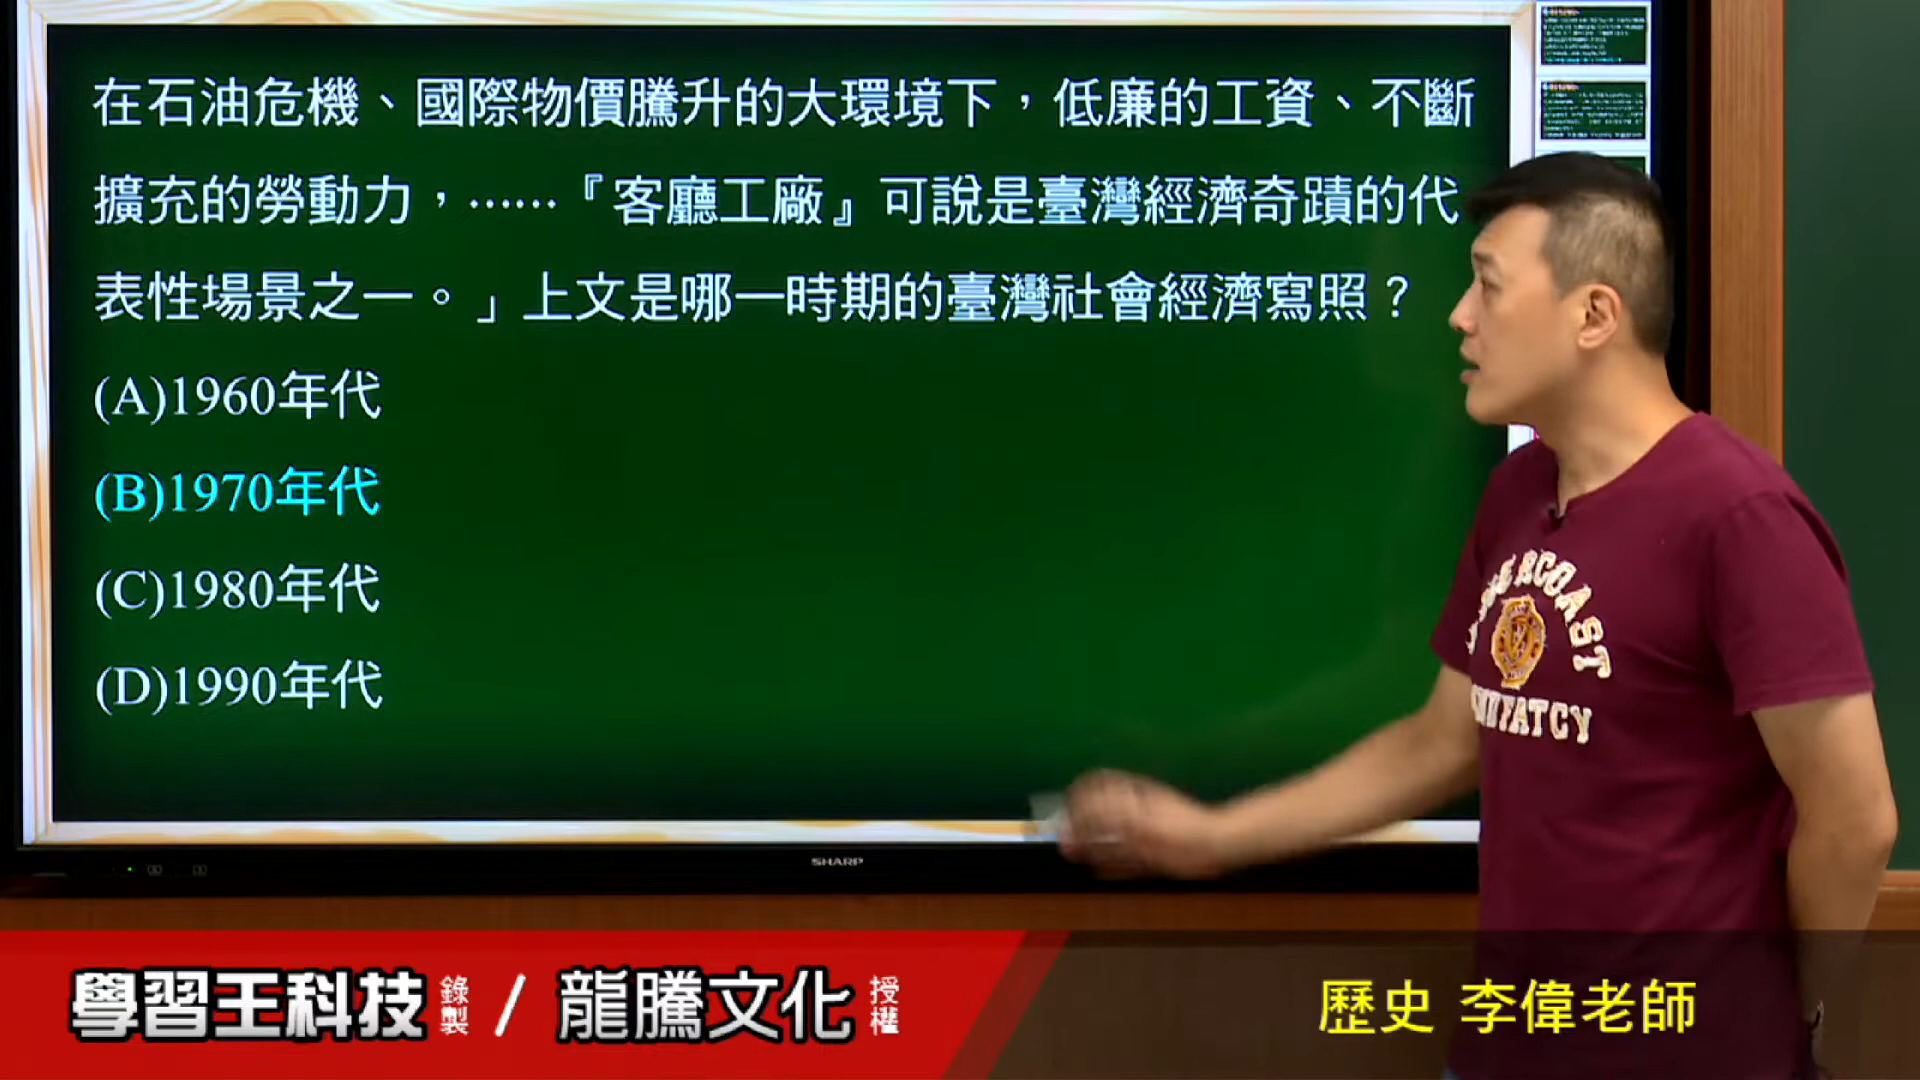 在石油危機、國際物價騰升的大環境下，低廉的工資、不斷
擴充的勞動力，……『客廳工廠』可說是臺灣經濟奇蹟的代
表性場景之一。」上文是哪一時期的臺灣社會經濟寫照？
(A)1960年代
(B)1970年代
(C)1980年代
(D)1990年代
SHARP
學習王科技 錄製 / 龍騰文化 授權
歷史 李偉老師